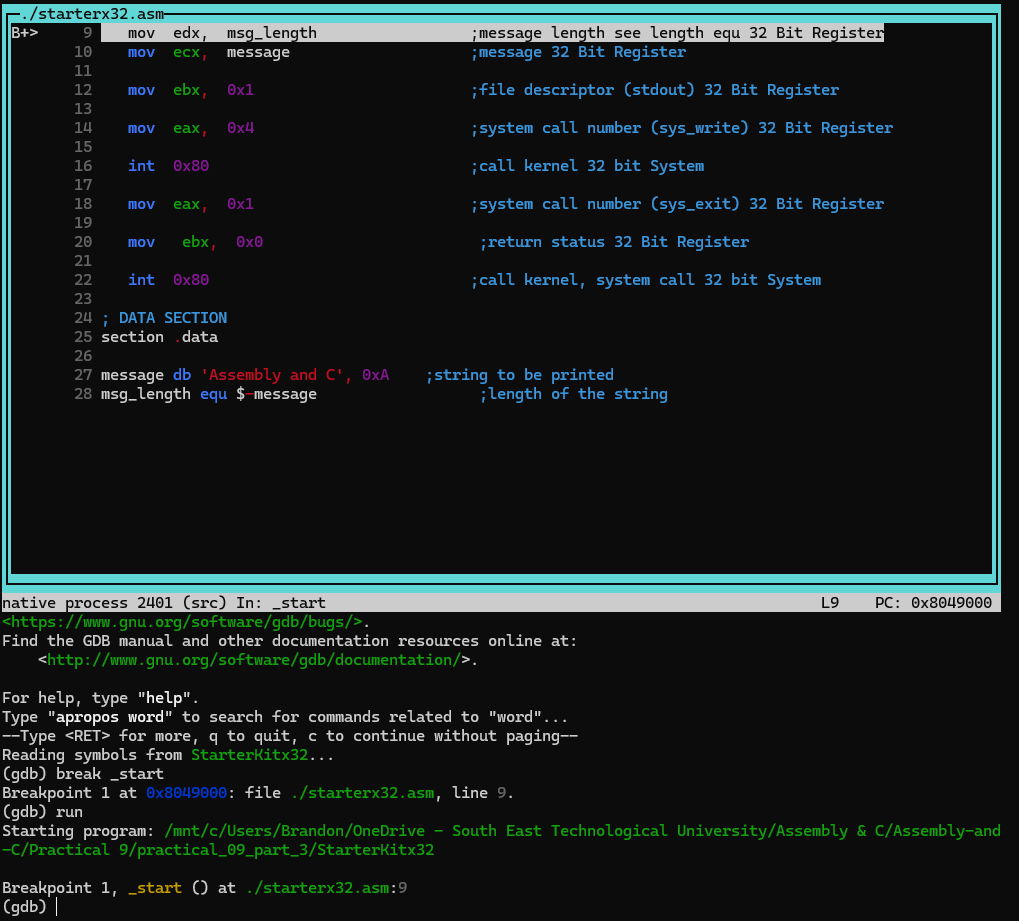 ./starterx32.asm
B+> 9 mov edx, msg_length ;message length see length equ 32 Bit Register
10 mov ecx, message ;message 32 Bit Register
11
12 mov ebx, 0x1 ;file descriptor (stdout) 32 Bit Register
13
14 mov eax, 0x4 ;system call number (sys_write) 32 Bit Register
15
16 int 0x80 ;call kernel 32 bit System
17
18 mov eax, 0x1 ;system call number (sys_exit) 32 Bit Register
19
20 mov ebx, 0x0 ;return status 32 Bit Register
21
22 int 0x80 ;call kernel, system call 32 bit System
23
24 ; DATA SECTION
25 section .data
26
27 message db 'Assembly and C', 0xA ;string to be printed
28 msg_length equ $-message ;length of the string
native process 2401 (src) In: _start L9 PC: 0x8049000
<https://www.gnu.org/software/gdb/bugs/>.
Find the GDB manual and other documentation resources online at:
<http://www.gnu.org/software/gdb/documentation/>.
For help, type "help".
Type "apropos word" to search for commands related to "word"...
--Type <RET> for more, q to quit, c to continue without paging--
Reading symbols from StarterKitx32...
(gdb) break _start
Breakpoint 1 at 0x8049000: file ./starterx32.asm, line 9.
(gdb) run
Starting program: /mnt/c/Users/Brandon/OneDrive - South East Technological University/Assembly & C/Assembly-and
-C/Practical 9/practical_09_part_3/StarterKitx32
Breakpoint 1, _start () at ./starterx32.asm:9
(gdb)